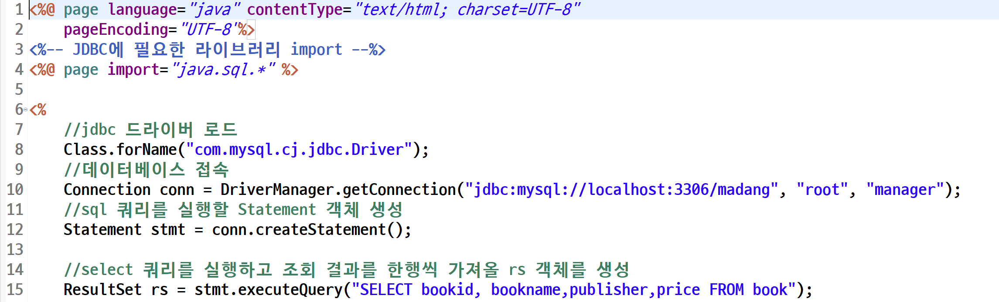 1 <%@ page language="java" contentType="text/html; charset=UTF-8"
2     pageEncoding="UTF-8"%>
3 <%-- JDBC에 필요한 라이브러리 import --%>
4 <%@ page import="java.sql.*" %>
5
6 <%
7     //jdbc 드라이버 로드
8     Class.forName("com.mysql.cj.jdbc.Driver");
9     //데이터베이스 접속
10     Connection conn = DriverManager.getConnection("jdbc:mysql://localhost:3306/madang", "root", "manager");
11     //sql 쿼리를 실행할 Statement 객체 생성
12     Statement stmt = conn.createStatement();
13
14     //select 쿼리를 실행하고 조회 결과를 한행씩 가져올 rs 객체를 생성
15     ResultSet rs = stmt.executeQuery("SELECT bookid, bookname,publisher,price FROM book");